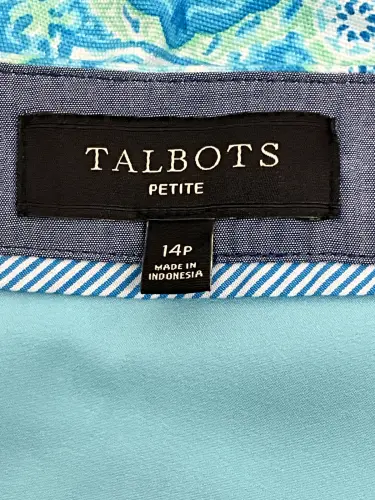 TALBOTS
PETITE
14P
MADE IN
INDONESIA